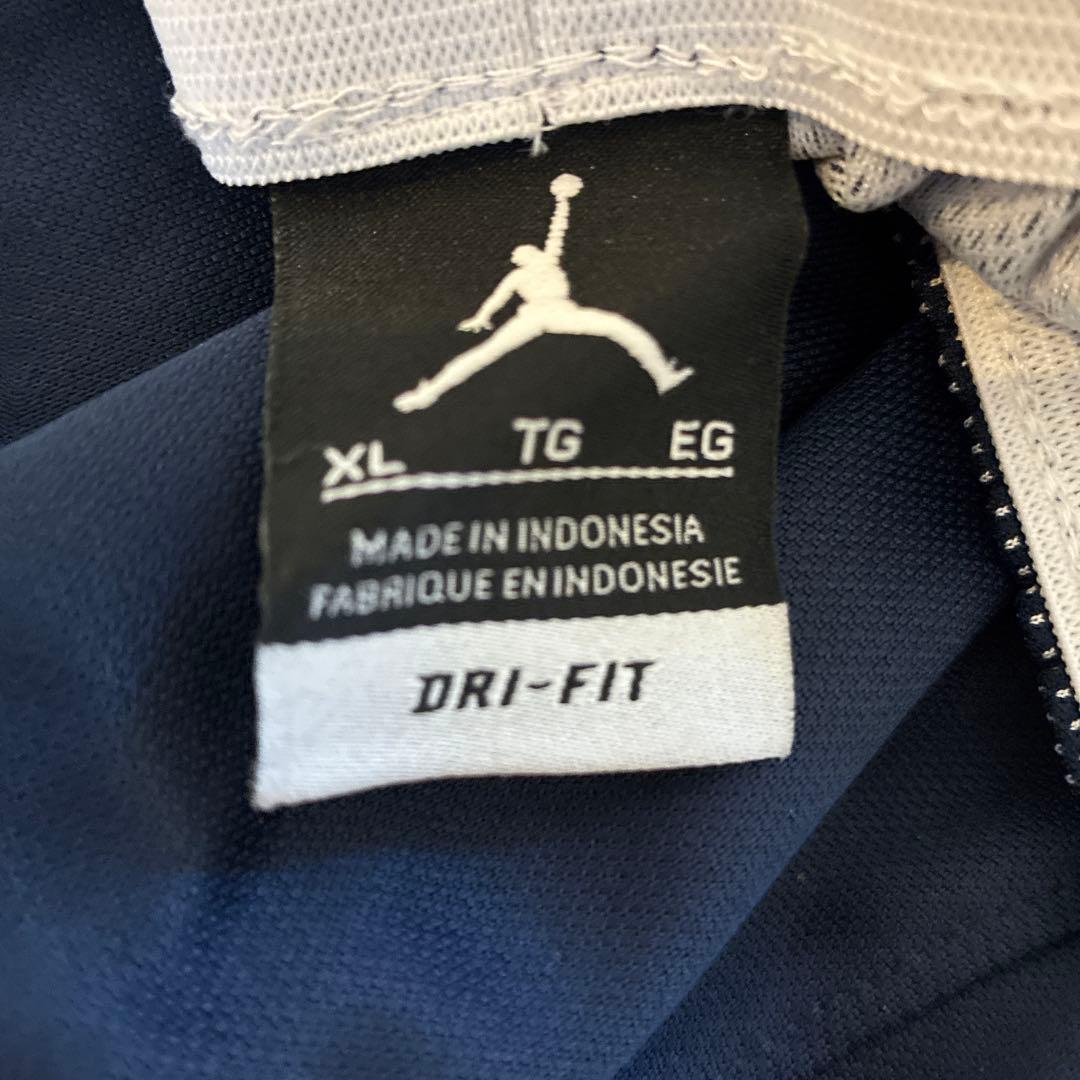 XL TG EG
MADE IN INDONESIA
FABRIQUE EN INDONESIE
DRI-FIT